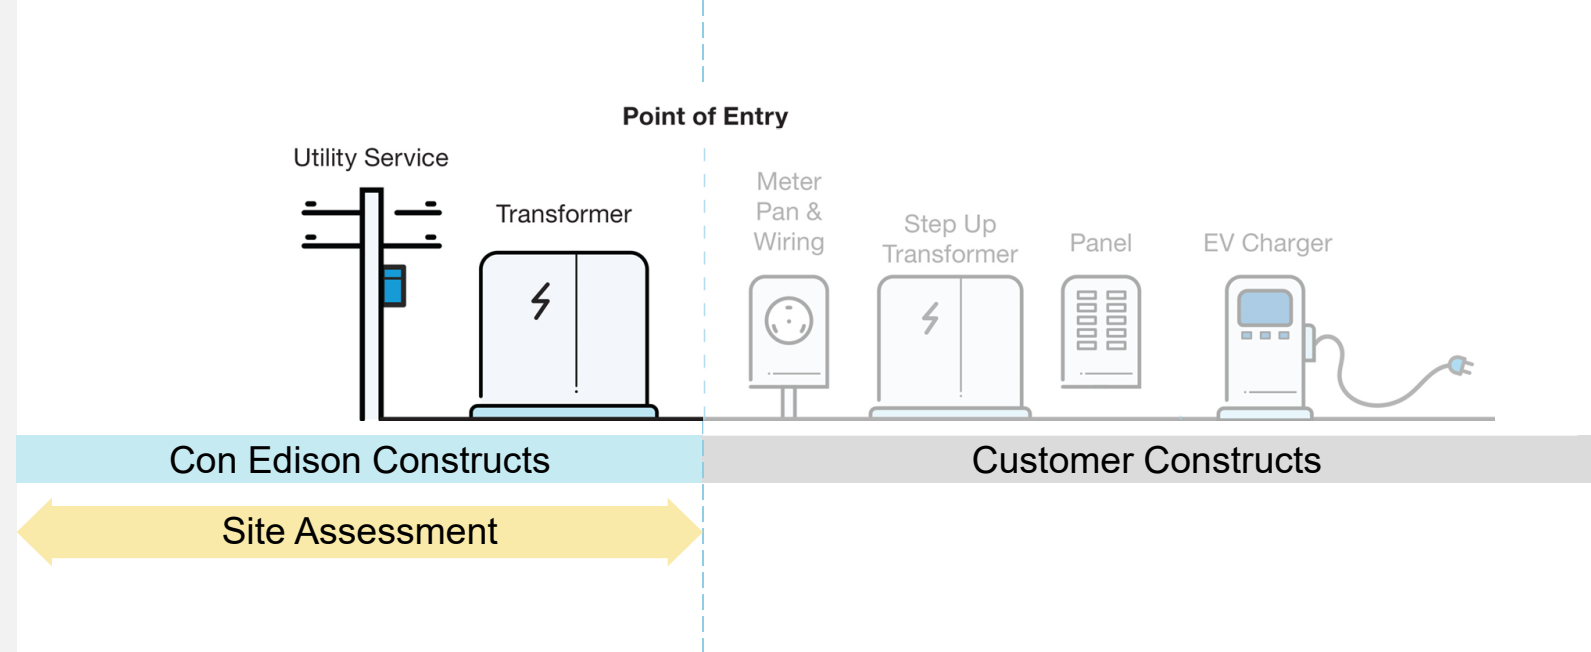 Point of Entry
Utility Service
Transformer
Meter
Pan &
Wiring
Step Up
Transformer
Panel
EV Charger
Con Edison Constructs
Customer Constructs
Site Assessment